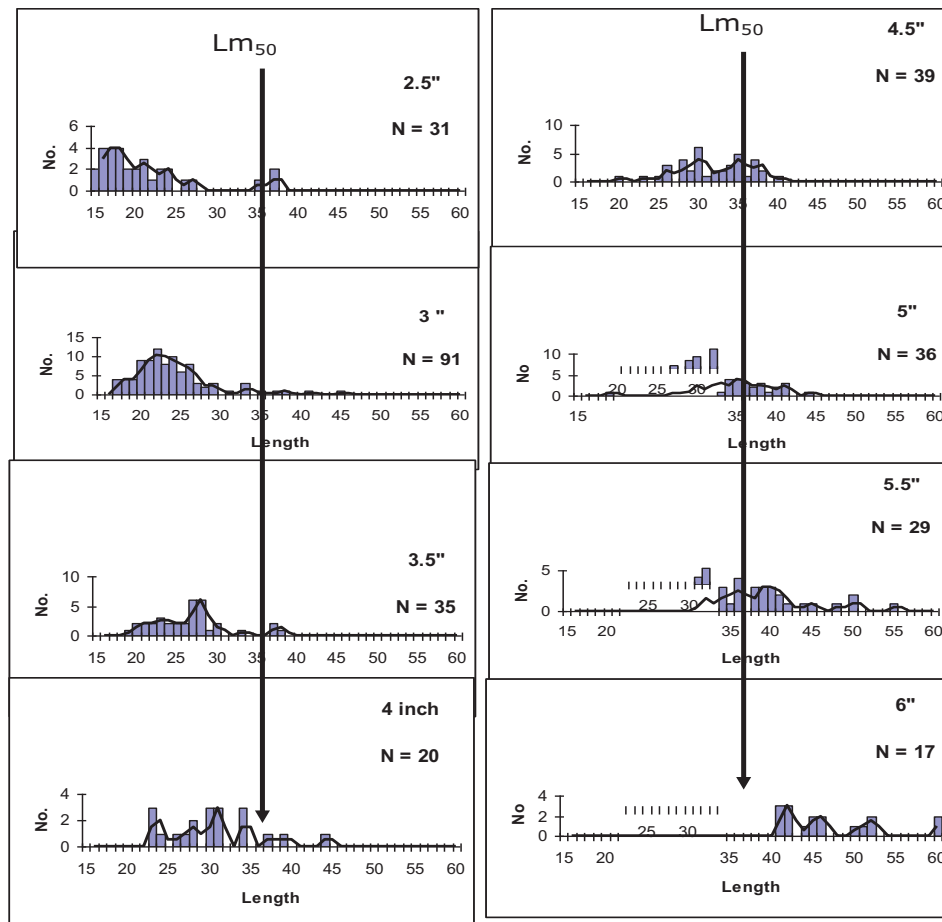 Lm50
2.5"
N = 31
No.
6
4
2
0
15 20 25 30 35 40 45 50 55 60
3 "
N = 91
No.
15
10
5
0
15 20 25 30 35 40 45 50 55 60
Length
3.5"
N = 35
No.
10
5
0
15 20 25 30 35 40 45 50 55 60
4 inch
N = 20
No.
4
2
0
15 20 25 30 35 40 45 50 55 60
Length
Lm50
4.5"
N = 39
No.
10
5
0
15 20 25 30 35 40 45 50 55 60
5"
N = 36
No
10
5
0
20 25 30
15 35 40 45 50 55 60
Length
5.5"
N = 29
No.
5
0
25 30
15 20 35 40 45 50 55 60
Length
6"
N = 17
No
4
2
0
25 30
15 20 35 40 45 50 55 60
Length